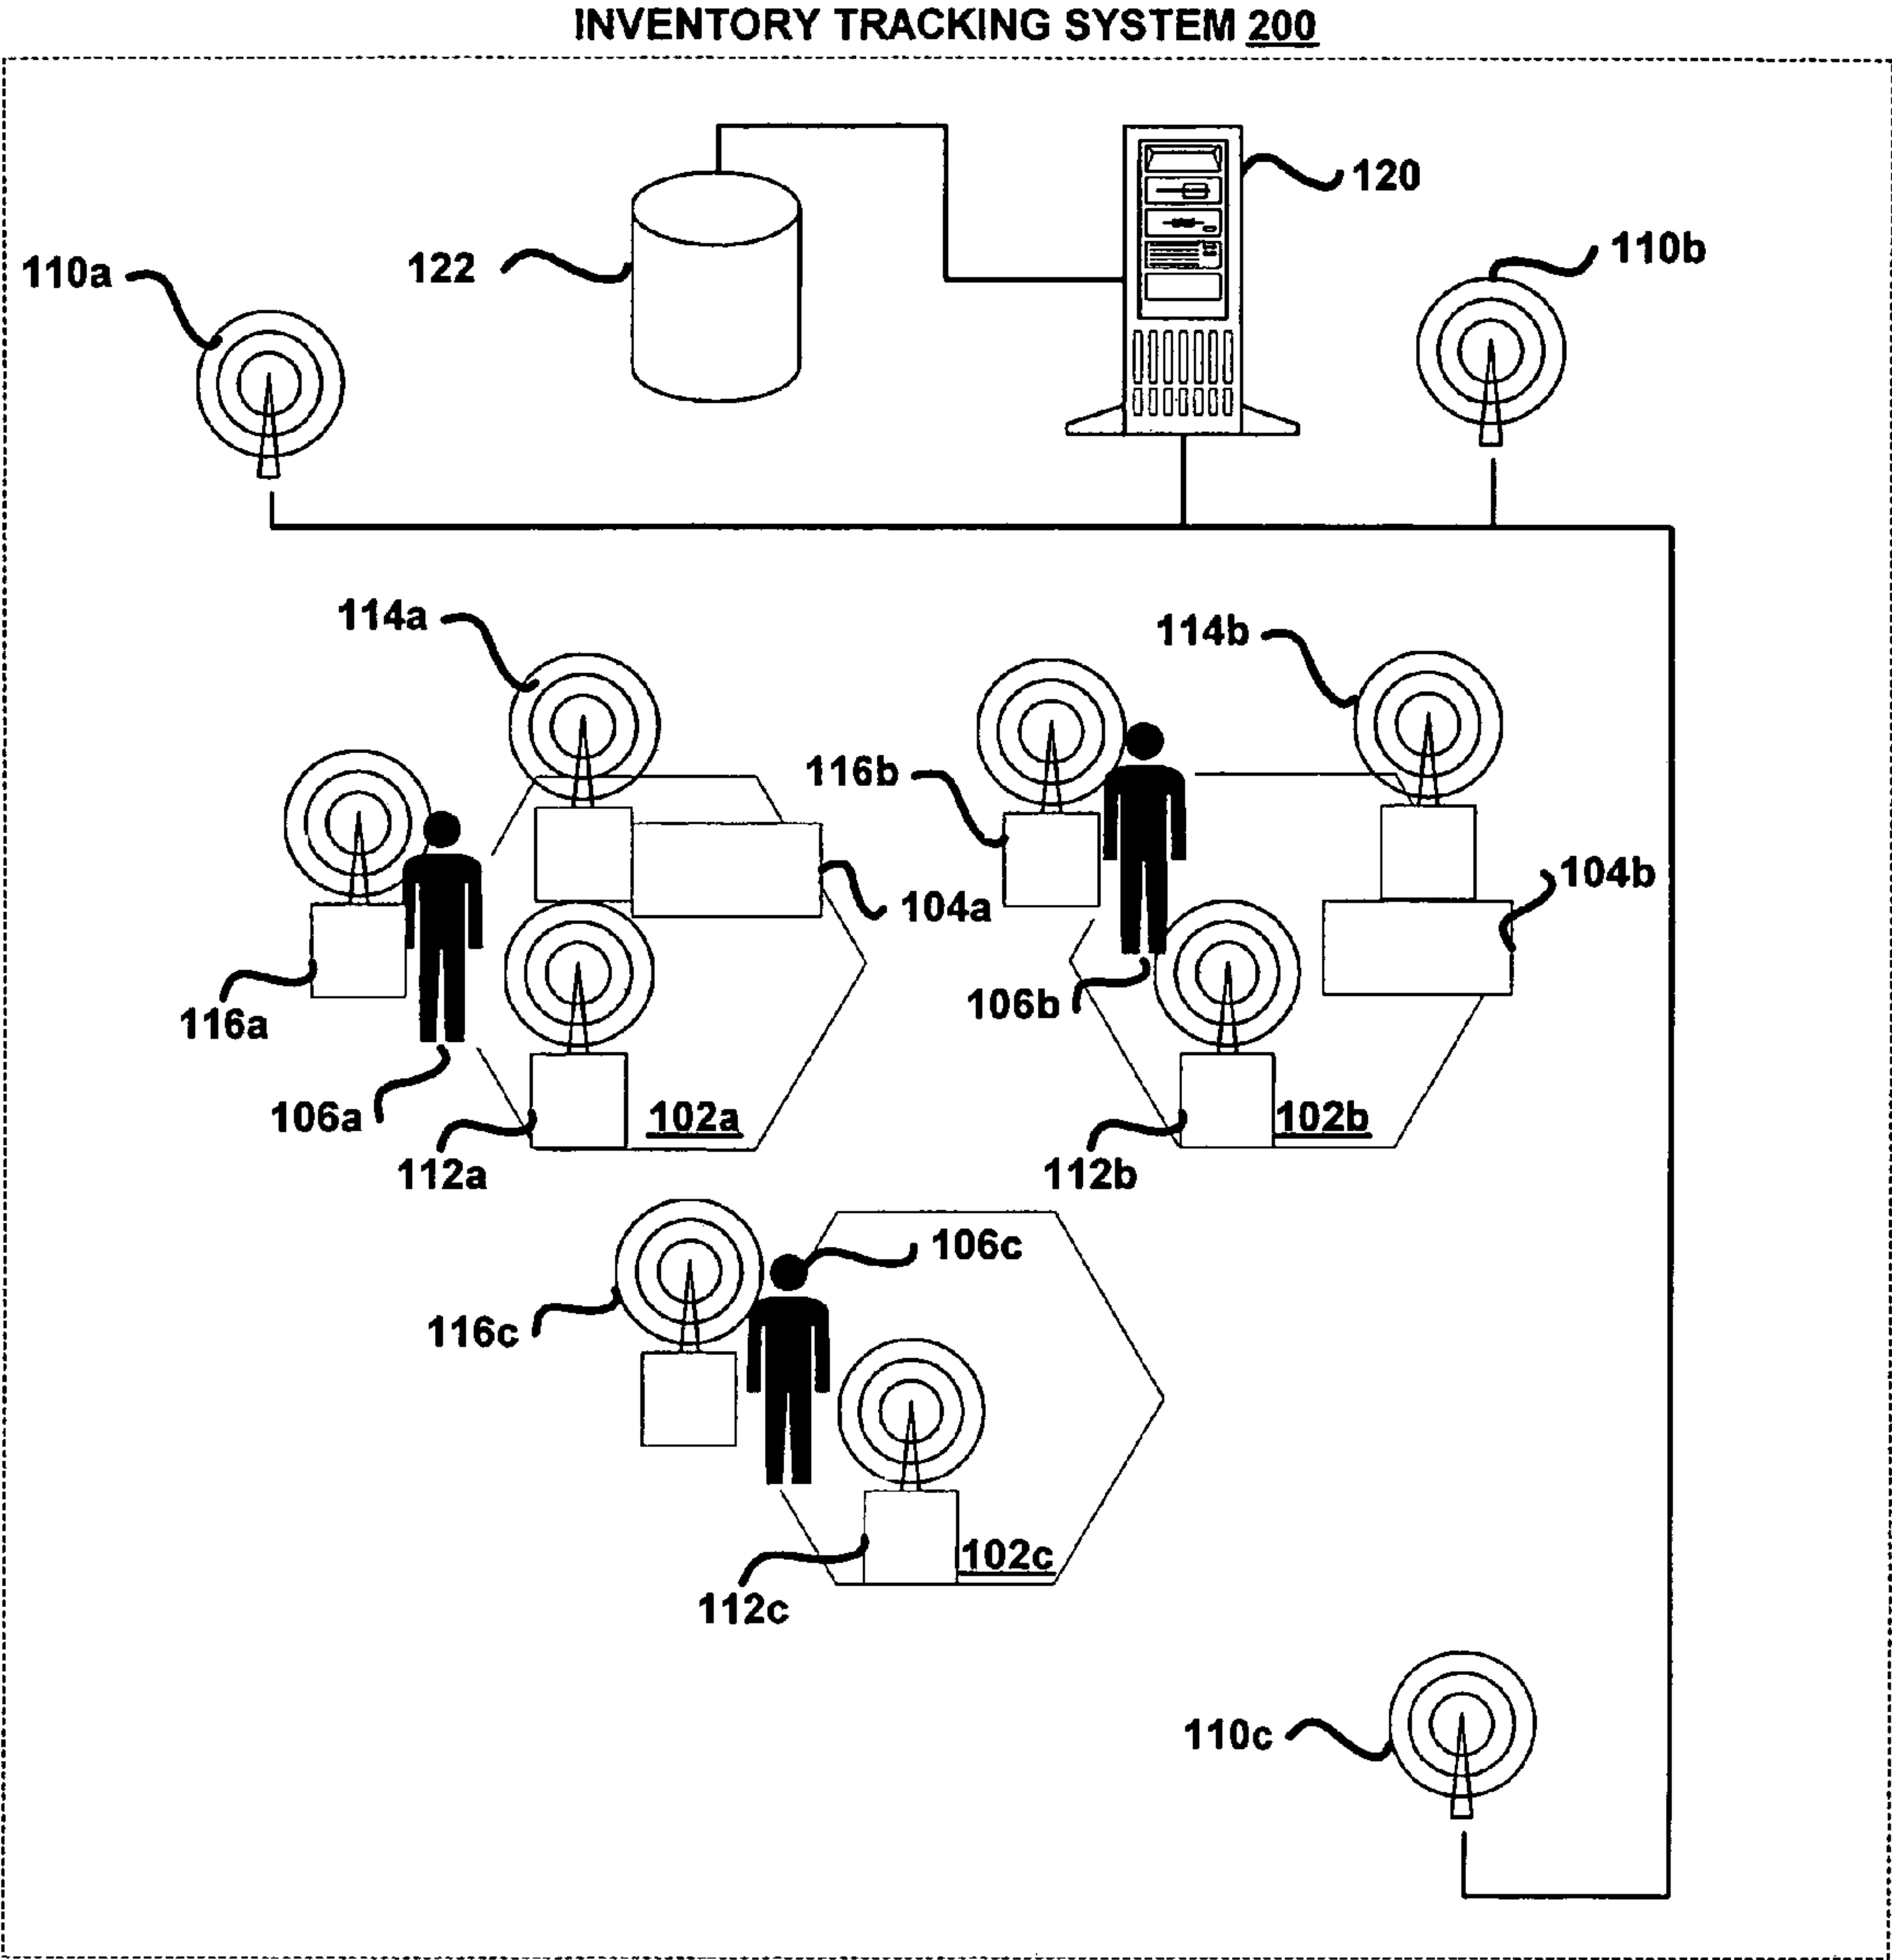 INVENTORY TRACKING SYSTEM 200
120
110b
122
110a
114a
114b
116b
104b
104a
106b
116a
106a
102a
102b
112a
112b
106c
116c
102c
112c
110c